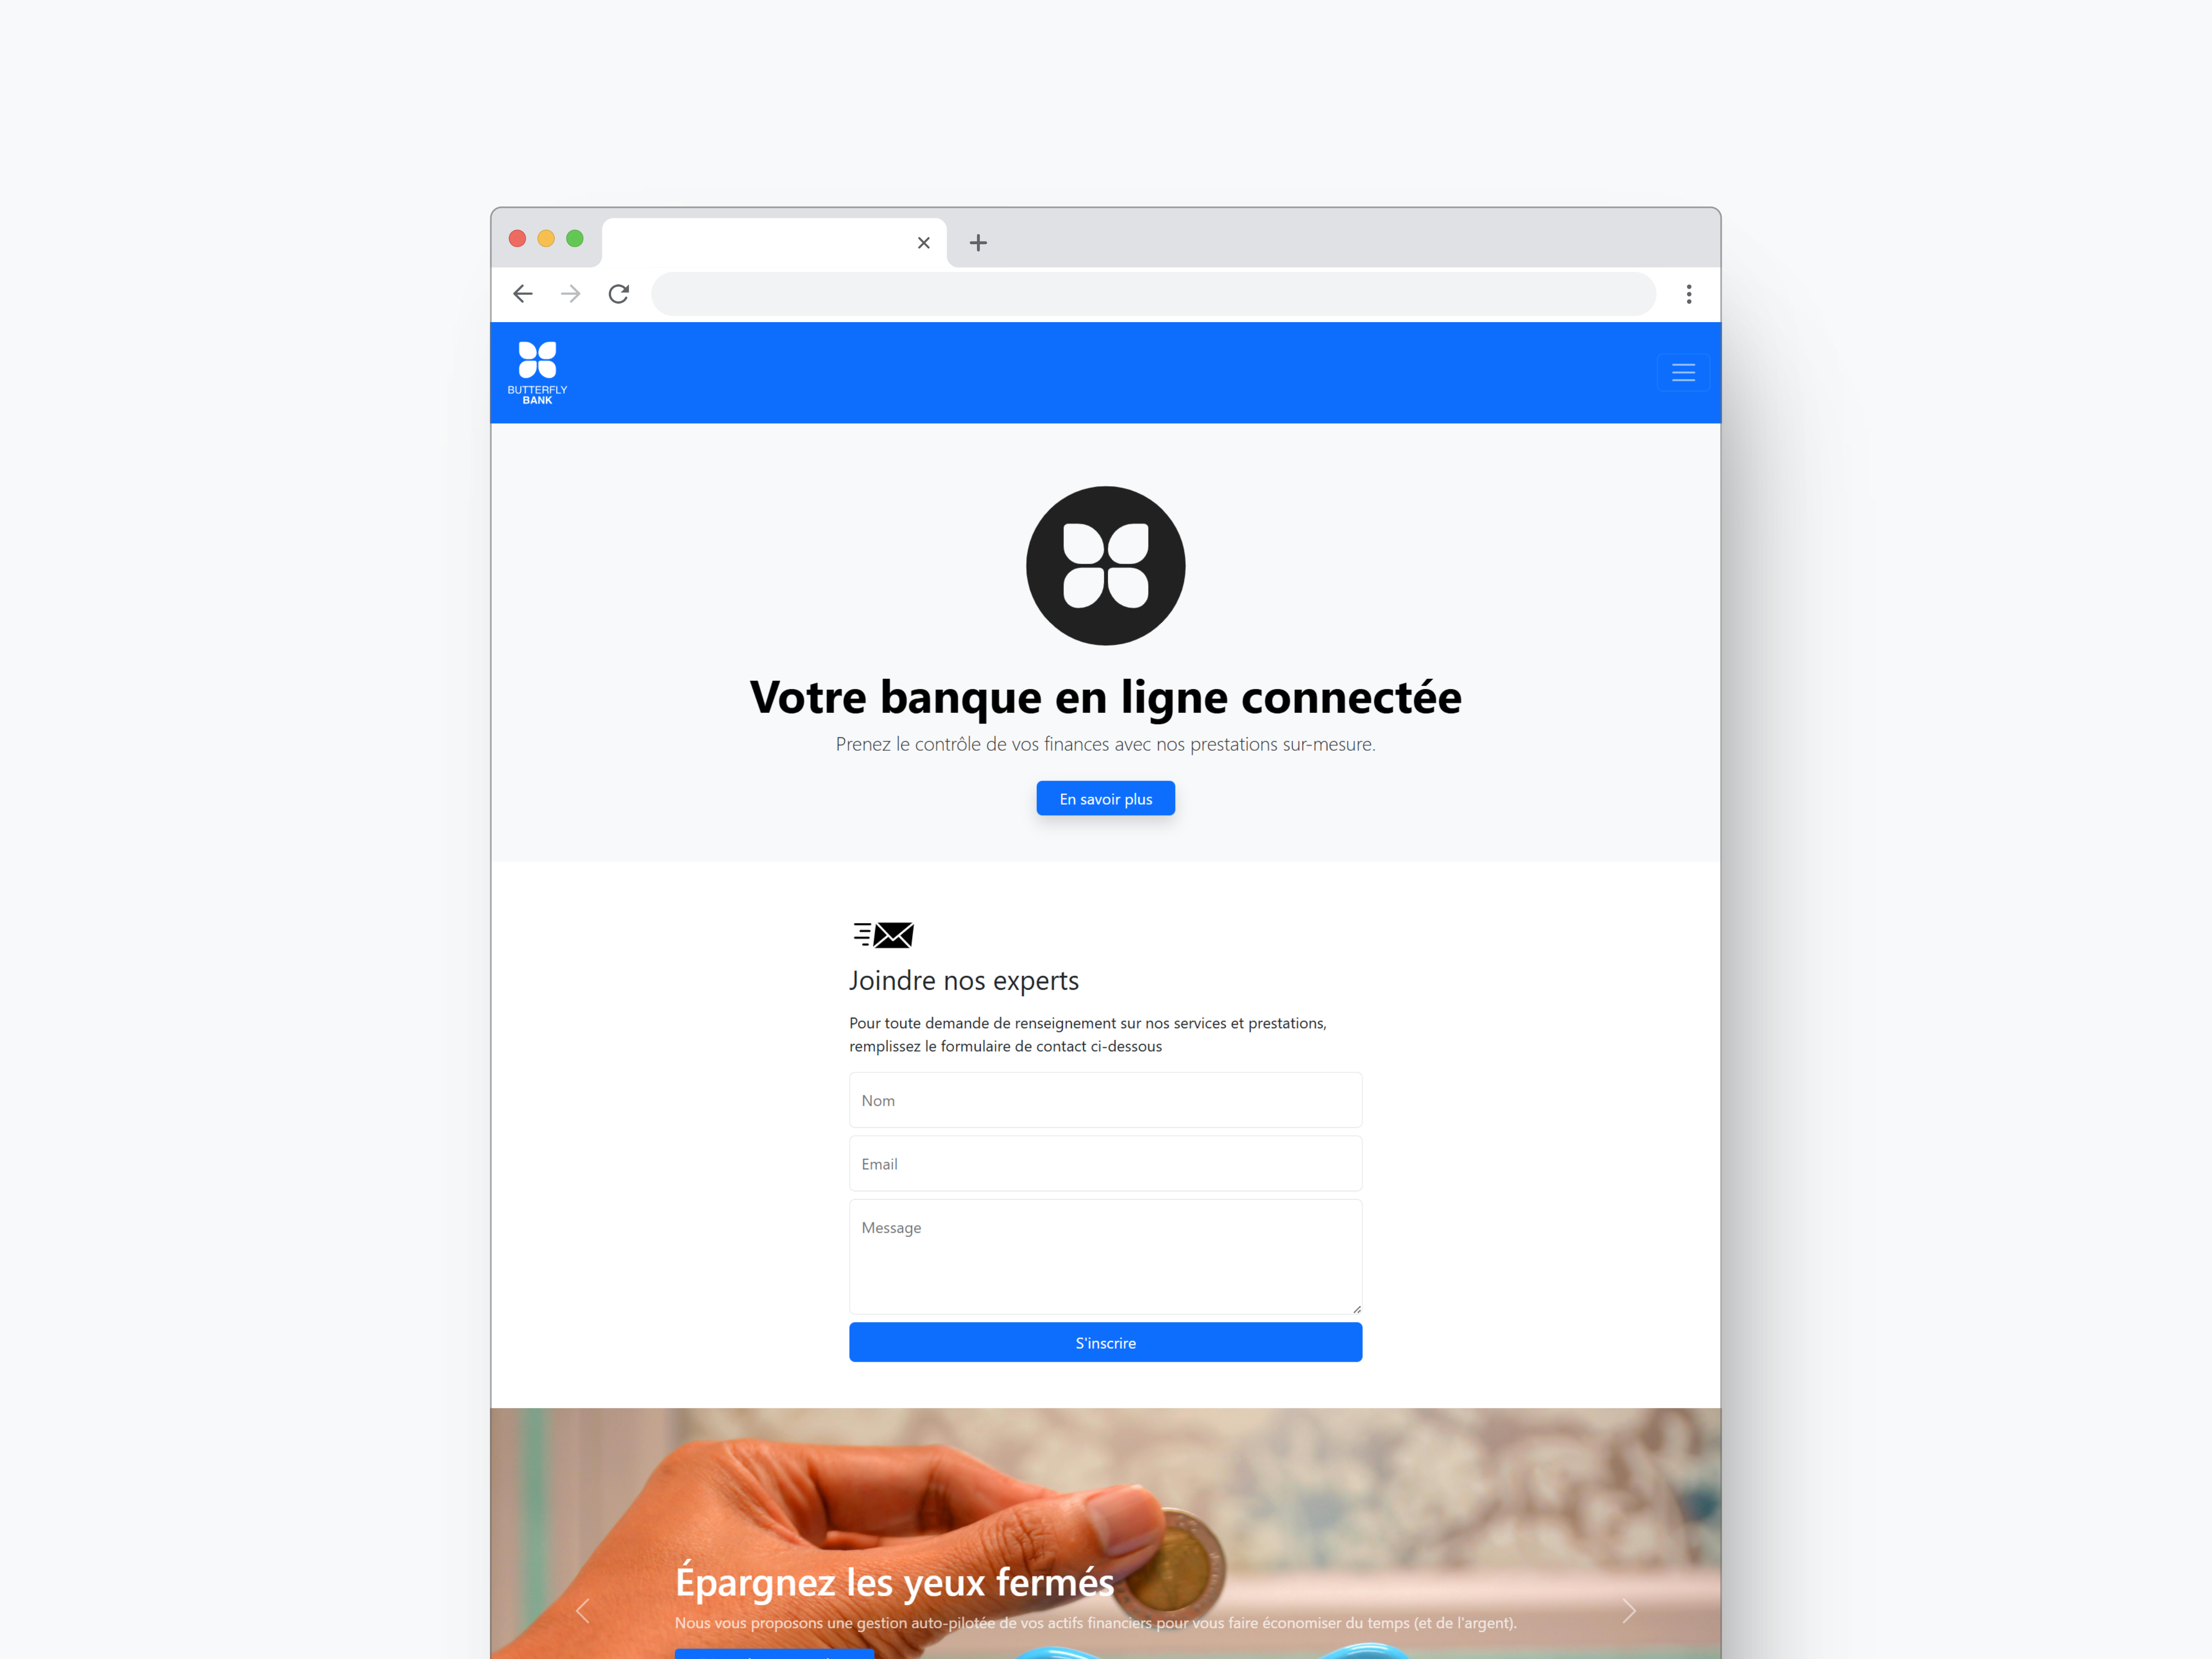 BUTTERFLY
BANK
Votre banque en ligne connectée
Prenez le contrôle de vos finances avec nos prestations sur-mesure.
En savoir plus
Joindre nos experts
Pour toute demande de renseignement sur nos services et prestations,
remplissez le formulaire de contact ci-dessous
Nom
Email
Message
S'inscrire
Épargnez les yeux fermés
Nous vous proposons une gestion auto-pilotée de vos actifs financiers pour vous faire économiser du temps (et de l'argent).